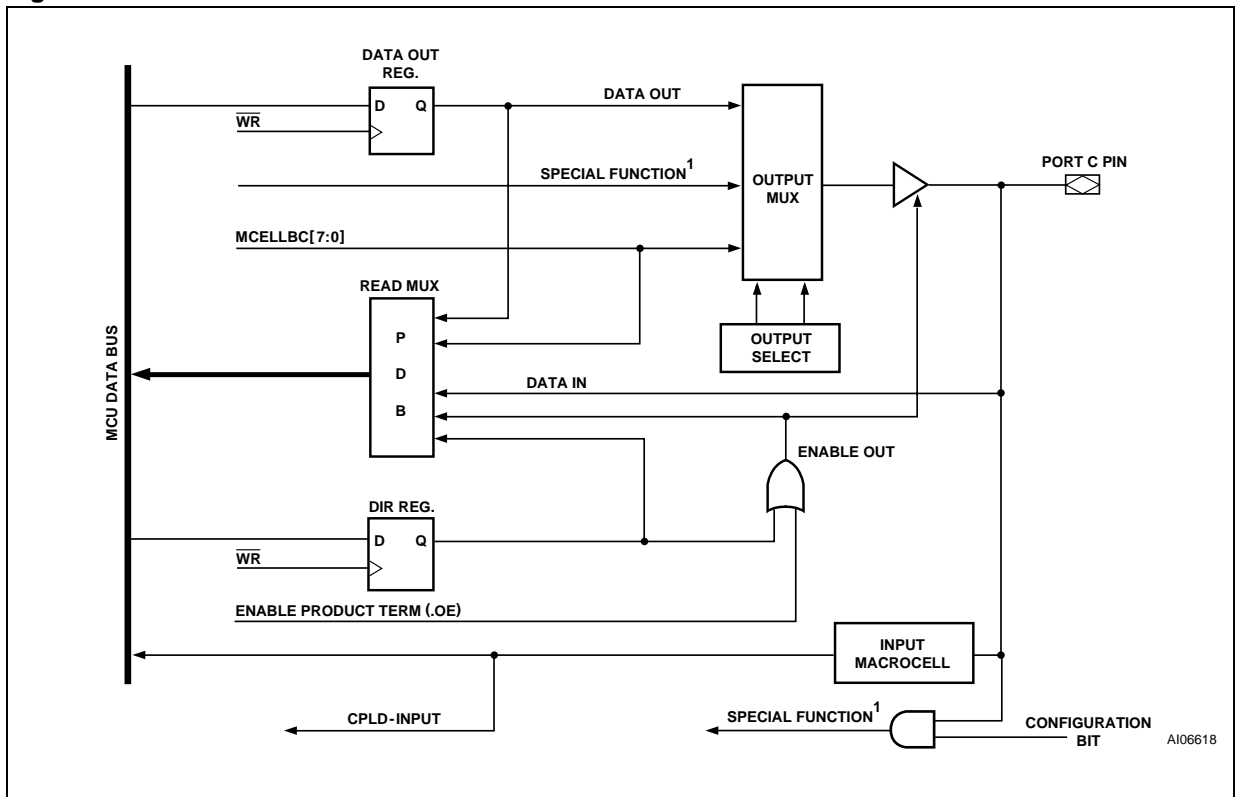 DATA OUT
REG.
D Q
WR
DATA OUT
SPECIAL FUNCTION1
MCELLBC[7:0]
OUTPUT
MUX
PORT C PIN
READ MUX
P
D
B
OUTPUT
SELECT
MCU DATA BUS
DATA IN
ENABLE OUT
DIR REG.
D Q
WR
ENABLE PRODUCT TERM (.OE)
INPUT
MACROCELL
CPLD-INPUT
SPECIAL FUNCTION1
CONFIGURATION
BIT
AI06618